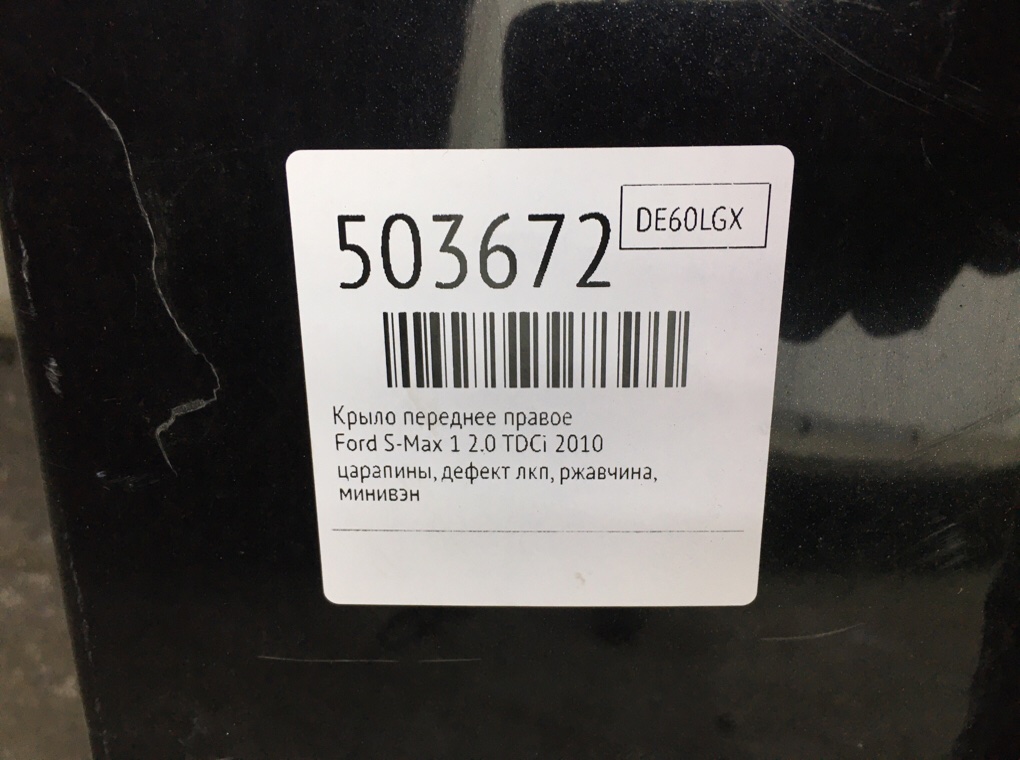 503672
DE60LGX
Крыло переднее правое
Ford S-Max 1 2.0 TDCi 2010
царапины, дефект лкп, ржавчина,
минивэн